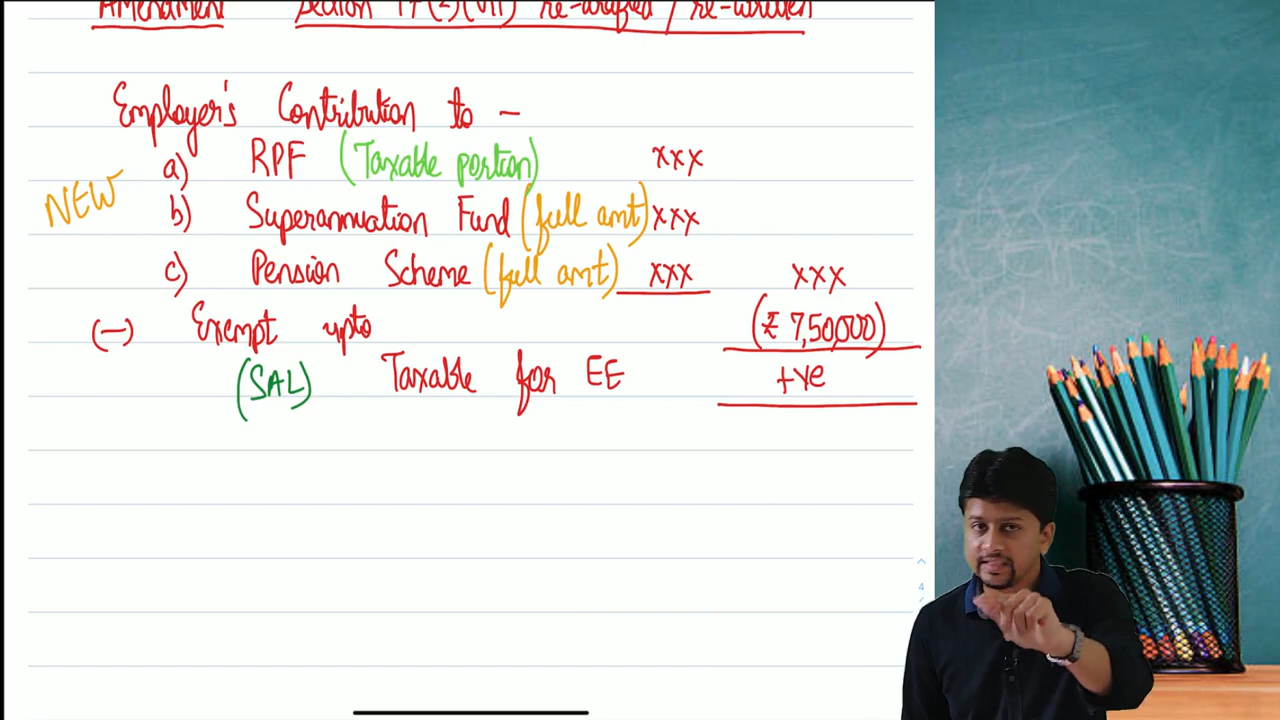 Amendment Section 17(2)(vii) re-drafted / re-written
Employer's Contribution to –
a) RPF (Taxable portion) xxx
NEW b) Superannuation Fund (full amt) xxx
c) Pension Scheme (full amt) xxx xxx
(–) Exempt upto (₹ 7,50,000)
(SAL) Taxable for EE +ve
4